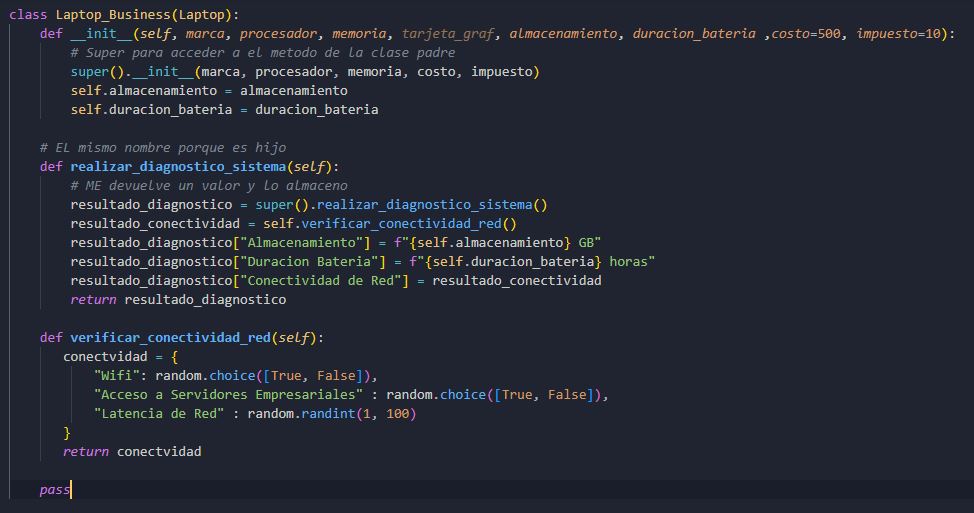 class Laptop_Business(Laptop):
    def __init__(self, marca, procesador, memoria, tarjeta_graf, almacenamiento, duracion_bateria ,costo=500, impuesto=10):
        # Super para acceder a el metodo de la clase padre
        super().__init__(marca, procesador, memoria, costo, impuesto)
        self.almacenamiento = almacenamiento
        self.duracion_bateria = duracion_bateria

    # EL mismo nombre porque es hijo
    def realizar_diagnostico_sistema(self):
        # ME devuelve un valor y lo almaceno
        resultado_diagnostico = super().realizar_diagnostico_sistema()
        resultado_conectividad = self.verificar_conectividad_red()
        resultado_diagnostico["Almacenamiento"] = f"{self.almacenamiento} GB"
        resultado_diagnostico["Duracion Bateria"] = f"{self.duracion_bateria} horas"
        resultado_diagnostico["Conectividad de Red"] = resultado_conectividad
        return resultado_diagnostico

    def verificar_conectividad_red(self):
       conectvidad = {
           "Wifi": random.choice([True, False]),
           "Acceso a Servidores Empresariales" : random.choice([True, False]),
           "Latencia de Red" : random.randint(1, 100)
       }
       return conectvidad

    pass